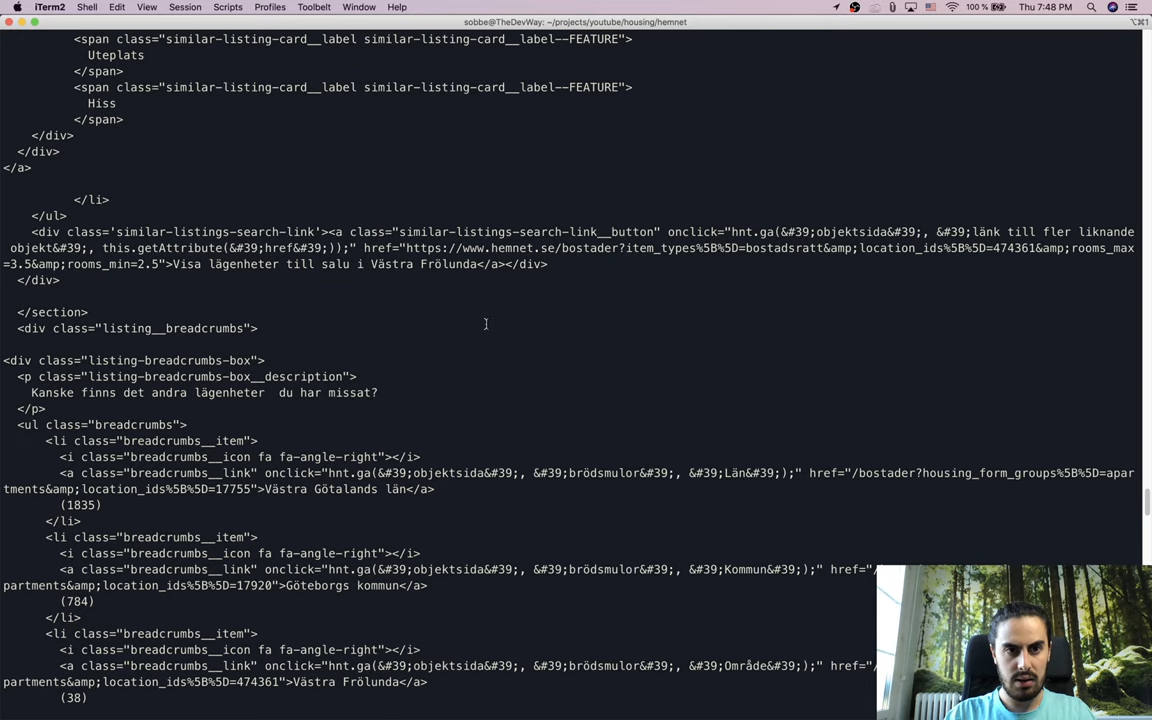 iTerm2 Shell Edit View Session Scripts Profiles Toolbelt Window Help 100 % Thu 7:48 PM
sobbe@TheDevWay: ~/projects/youtube/housing/hemnet ⌥⌘1
<span class="similar-listing-card__label similar-listing-card__label--FEATURE">
Uteplats
</span>
<span class="similar-listing-card__label similar-listing-card__label--FEATURE">
Hiss
</span>
</div>
</div>
</a>
</li>
</ul>
<div class='similar-listings-search-link'><a class="similar-listings-search-link__button" onclick="hnt.ga(&#39;objektsida&#39;, &#39;länk till fler liknande
objekt&#39;, this.getAttribute(&#39;href&#39;));" href="https://www.hemnet.se/bostader?item_types%5B%5D=bostadsratt&amp;location_ids%5B%5D=474361&amp;rooms_max
=3.5&amp;rooms_min=2.5">Visa lägenheter till salu i Västra Frölunda</a></div>
</div>
</section>
<div class="listing__breadcrumbs">
<div class="listing-breadcrumbs-box">
<p class="listing-breadcrumbs-box__description">
Kanske finns det andra lägenheter  du har missat?
</p>
<ul class="breadcrumbs">
<li class="breadcrumbs__item">
<i class="breadcrumbs__icon fa fa-angle-right"></i>
<a class="breadcrumbs__link" onclick="hnt.ga(&#39;objektsida&#39;, &#39;brödsmulor&#39;, &#39;Län&#39;);" href="/bostader?housing_form_groups%5B%5D=apar
tments&amp;location_ids%5B%5D=17755">Västra Götalands län</a>
(1835)
</li>
<li class="breadcrumbs__item">
<i class="breadcrumbs__icon fa fa-angle-right"></i>
<a class="breadcrumbs__link" onclick="hnt.ga(&#39;objektsida&#39;, &#39;brödsmulor&#39;, &#39;Kommun&#39;);" href="/
partments&amp;location_ids%5B%5D=17920">Göteborgs kommun</a>
(784)
</li>
<li class="breadcrumbs__item">
<i class="breadcrumbs__icon fa fa-angle-right"></i>
<a class="breadcrumbs__link" onclick="hnt.ga(&#39;objektsida&#39;, &#39;brödsmulor&#39;, &#39;Område&#39;);" href="/
partments&amp;location_ids%5B%5D=474361">Västra Frölunda</a>
(38)